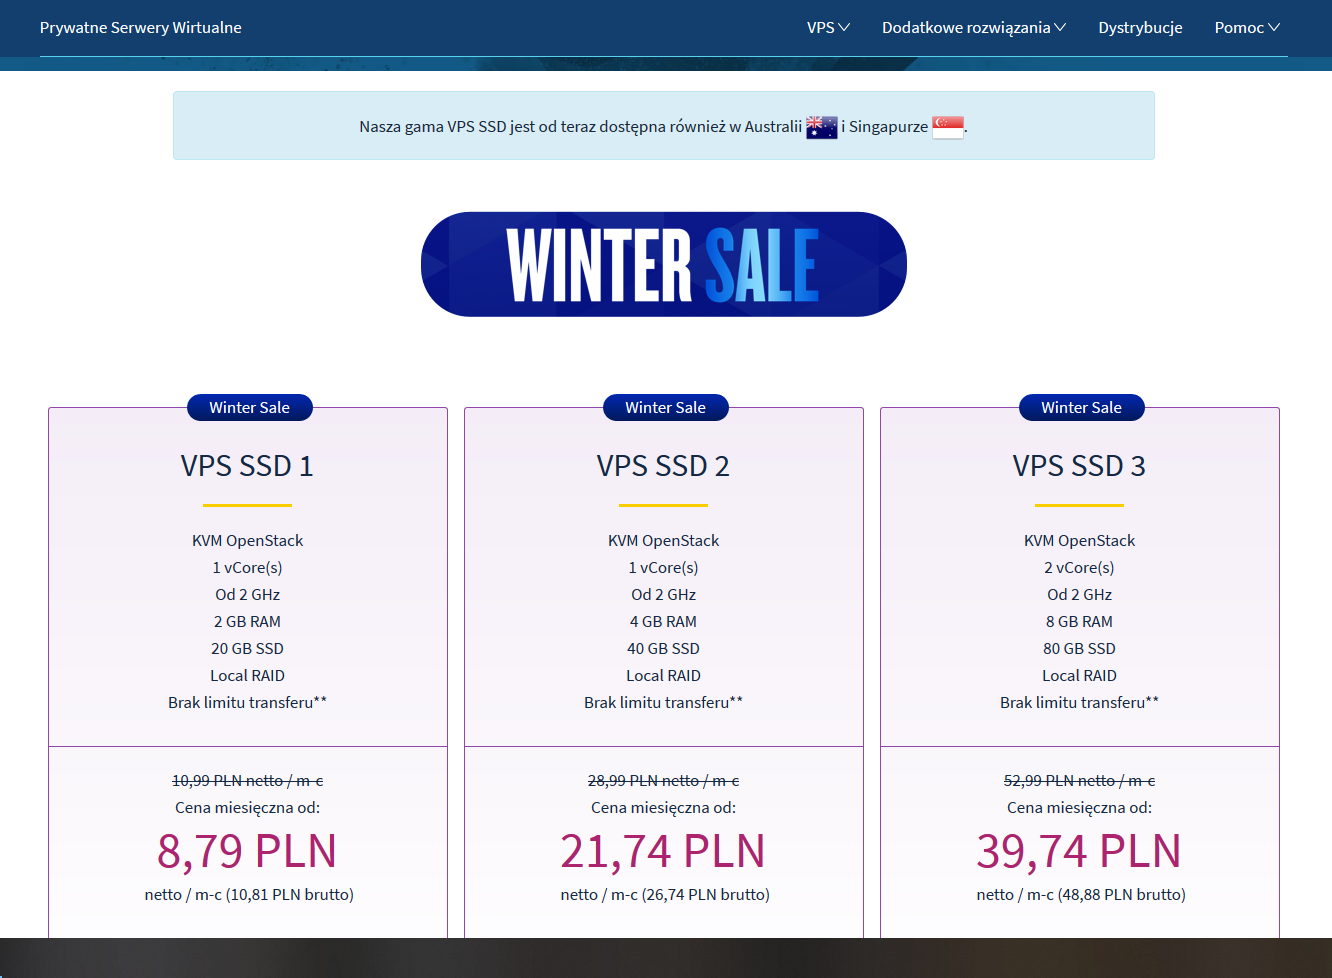 Prywatne Serwery Wirtualne VPS Dodatkowe rozwiązania Dystrybucje Pomoc
Nasza gama VPS SSD jest od teraz dostępna również w Australii i Singapurze .
WINTER SALE
Winter Sale
VPS SSD 1
KVM OpenStack
1 vCore(s)
Od 2 GHz
2 GB RAM
20 GB SSD
Local RAID
Brak limitu transferu**
10,99 PLN netto / m-c
Cena miesięczna od:
8,79 PLN
netto / m-c (10,81 PLN brutto)
Winter Sale
VPS SSD 2
KVM OpenStack
1 vCore(s)
Od 2 GHz
4 GB RAM
40 GB SSD
Local RAID
Brak limitu transferu**
28,99 PLN netto / m-c
Cena miesięczna od:
21,74 PLN
netto / m-c (26,74 PLN brutto)
Winter Sale
VPS SSD 3
KVM OpenStack
2 vCore(s)
Od 2 GHz
8 GB RAM
80 GB SSD
Local RAID
Brak limitu transferu**
52,99 PLN netto / m-c
Cena miesięczna od:
39,74 PLN
netto / m-c (48,88 PLN brutto)